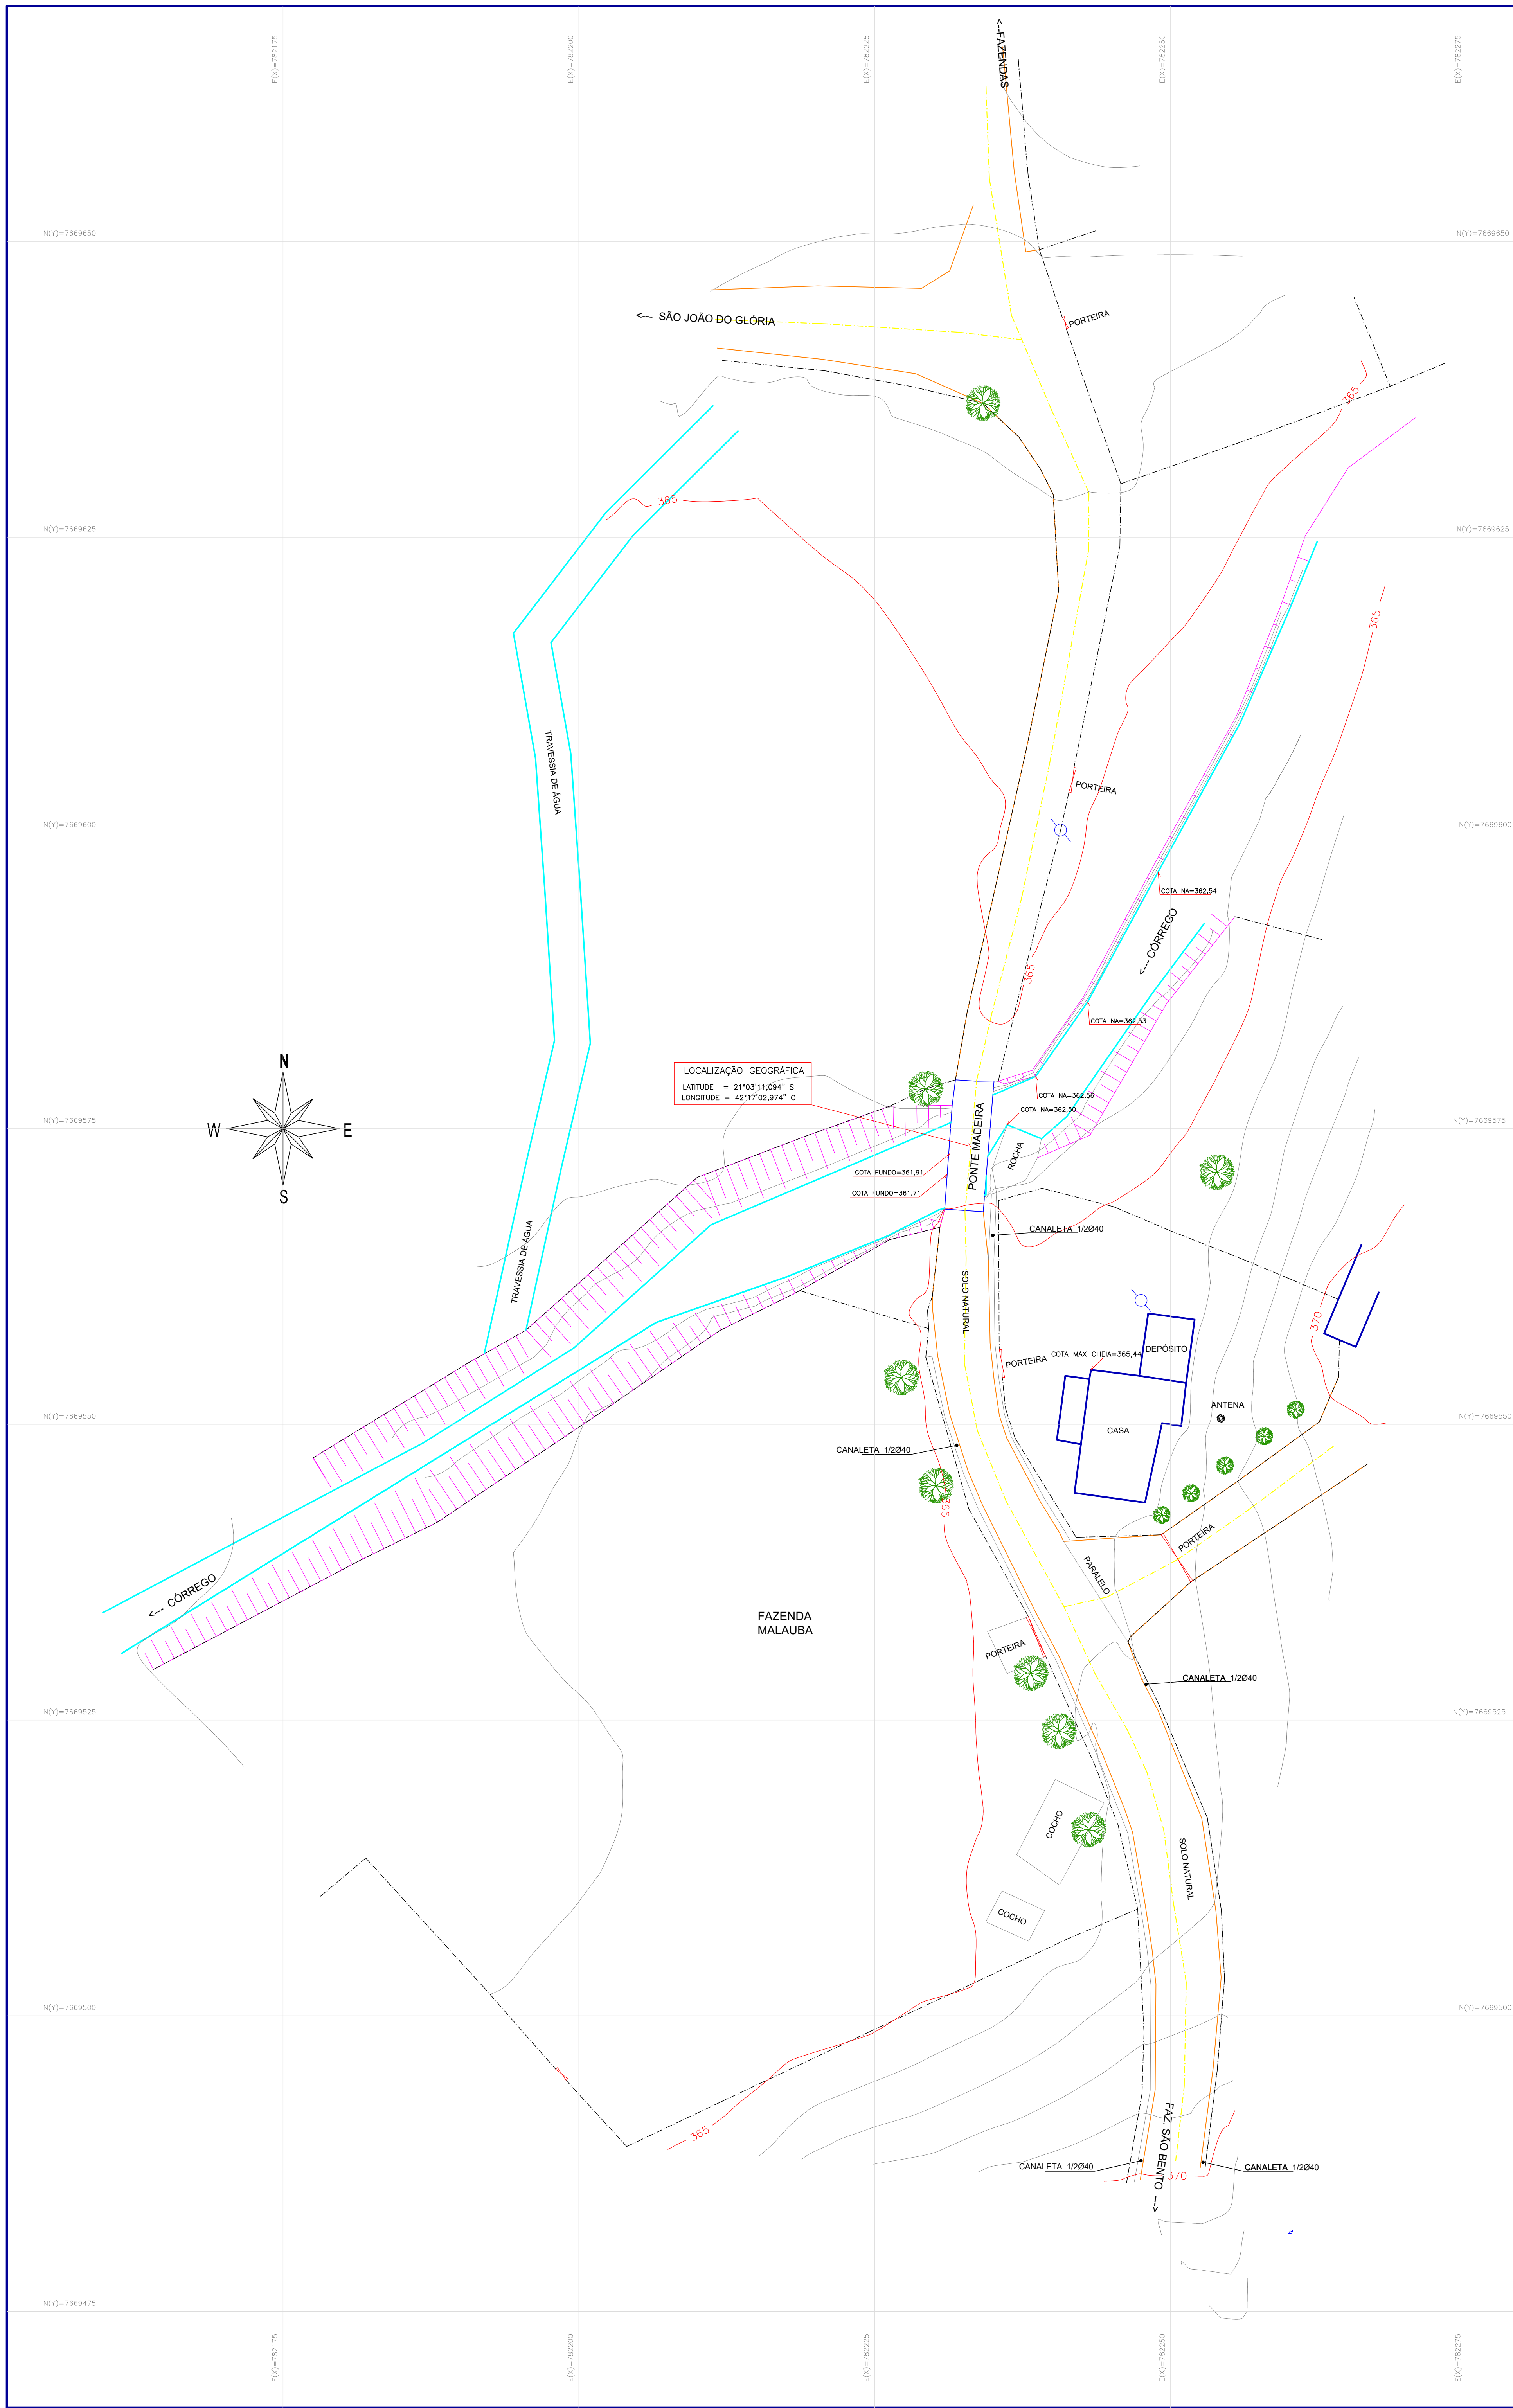 E(X)=782175
E(X)=782200
E(X)=782225
E(X)=782250
E(X)=782275
<--FAZENDAS
N(Y)=7669650
N(Y)=7669650
<--- SÃO JOÃO DO GLÓRIA
PORTEIRA
365
365
N(Y)=7669625
N(Y)=7669625
365
TRAVESSIA DE ÁGUA
PORTEIRA
N(Y)=7669600
N(Y)=7669600
COTA NA=362,54
<--- CÓRREGO
365
COTA NA=362,53
N
W
E
S
LOCALIZAÇÃO GEOGRÁFICA
LATITUDE = 21°03'11,094" S
LONGITUDE = 42°17'02,974" O
COTA NA=362,56
COTA NA=362,50
N(Y)=7669575
N(Y)=7669575
PONTE MADEIRA
ROCHA
COTA FUNDO=361,91
COTA FUNDO=361,71
CANALETA 1/2Ø40
TRAVESSIA DE ÁGUA
SOLO NATURAL
370
DEPÓSITO
COTA MÁX CHEIA=365,44
PORTEIRA
ANTENA
CASA
N(Y)=7669550
N(Y)=7669550
CANALETA 1/2Ø40
365
PORTEIRA
PARALELO
<--- CÓRREGO
FAZENDA
MALAUBA
PORTEIRA
CANALETA 1/2Ø40
N(Y)=7669525
N(Y)=7669525
COCHO
SOLO NATURAL
COCHO
N(Y)=7669500
N(Y)=7669500
365
FAZ. SÃO BENTO --->
CANALETA 1/2Ø40
370
CANALETA 1/2Ø40
N(Y)=7669475
N(Y)=7669475
E(X)=782175
E(X)=782200
E(X)=782225
E(X)=782250
E(X)=782275